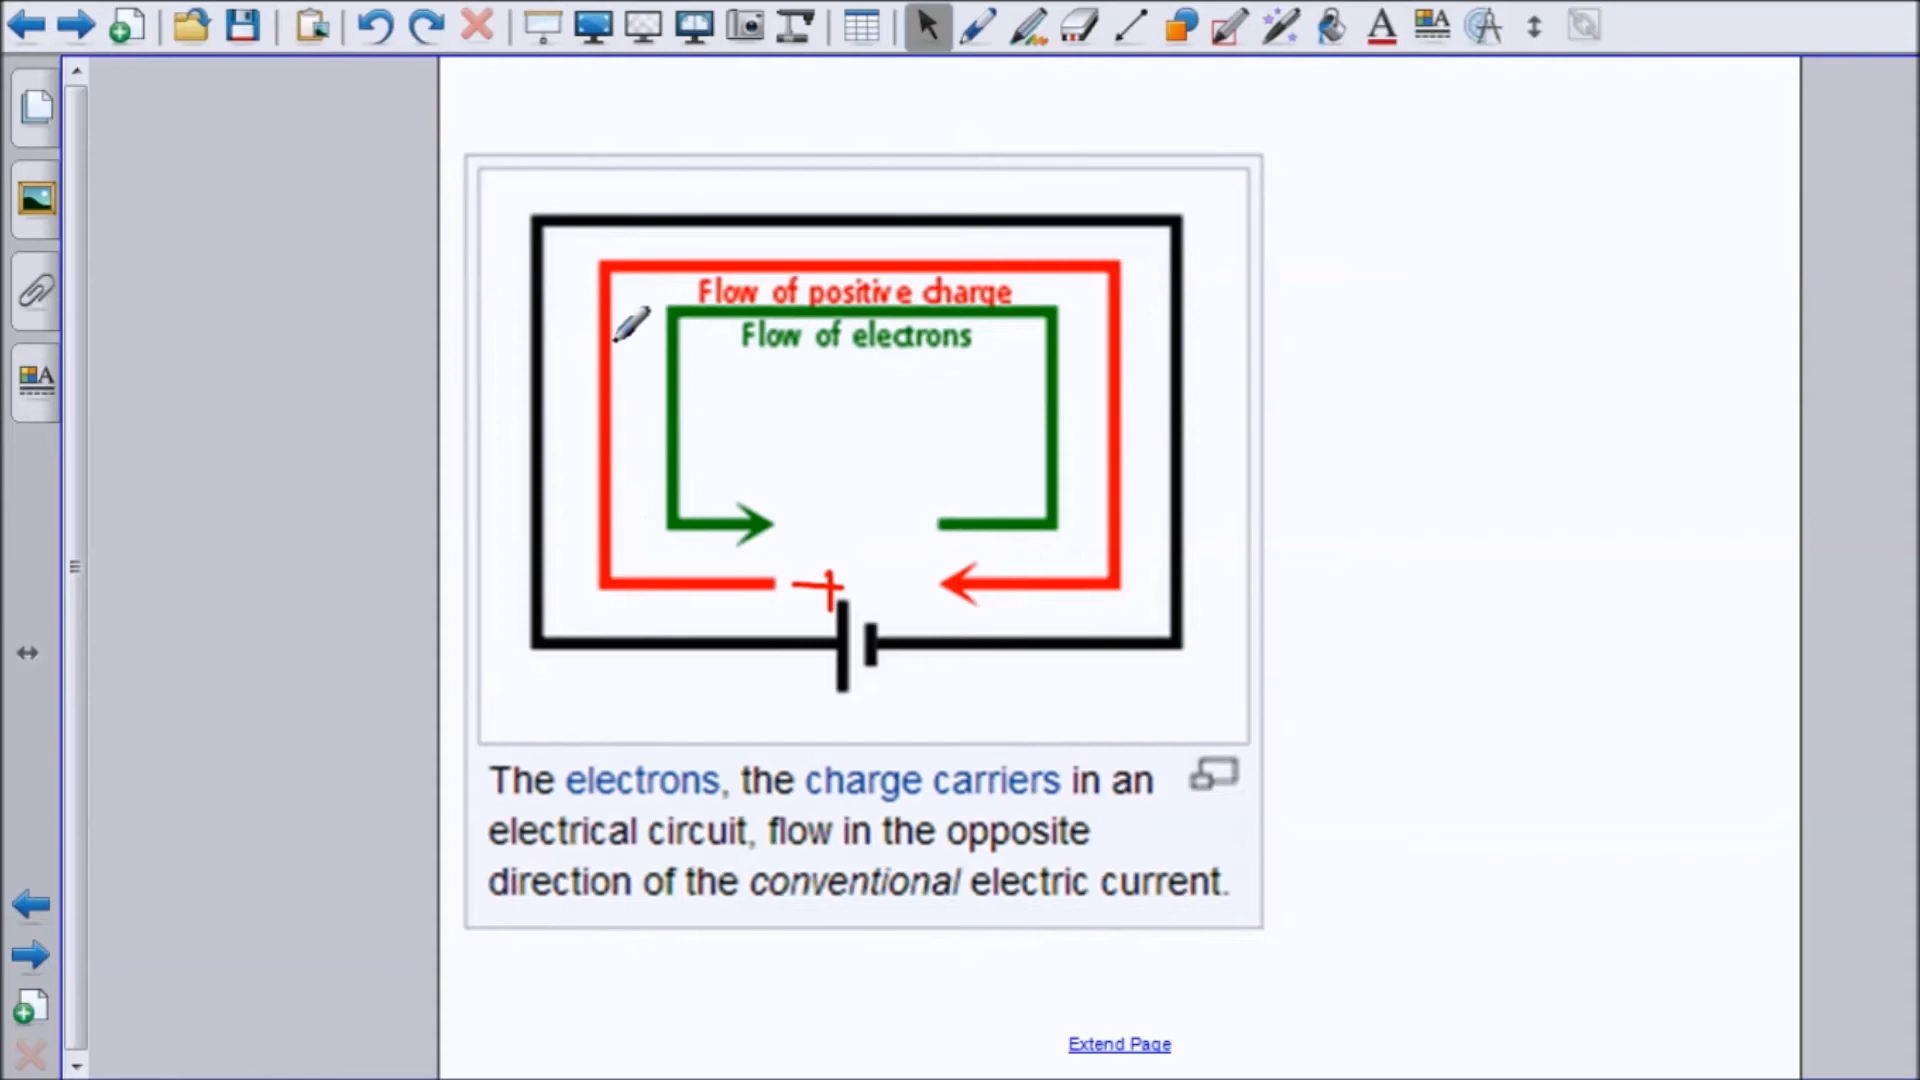 Flow of positive charge
Flow of electrons
+
The electrons, the charge carriers in an
electrical circuit, flow in the opposite
direction of the conventional electric current.
Extend Page